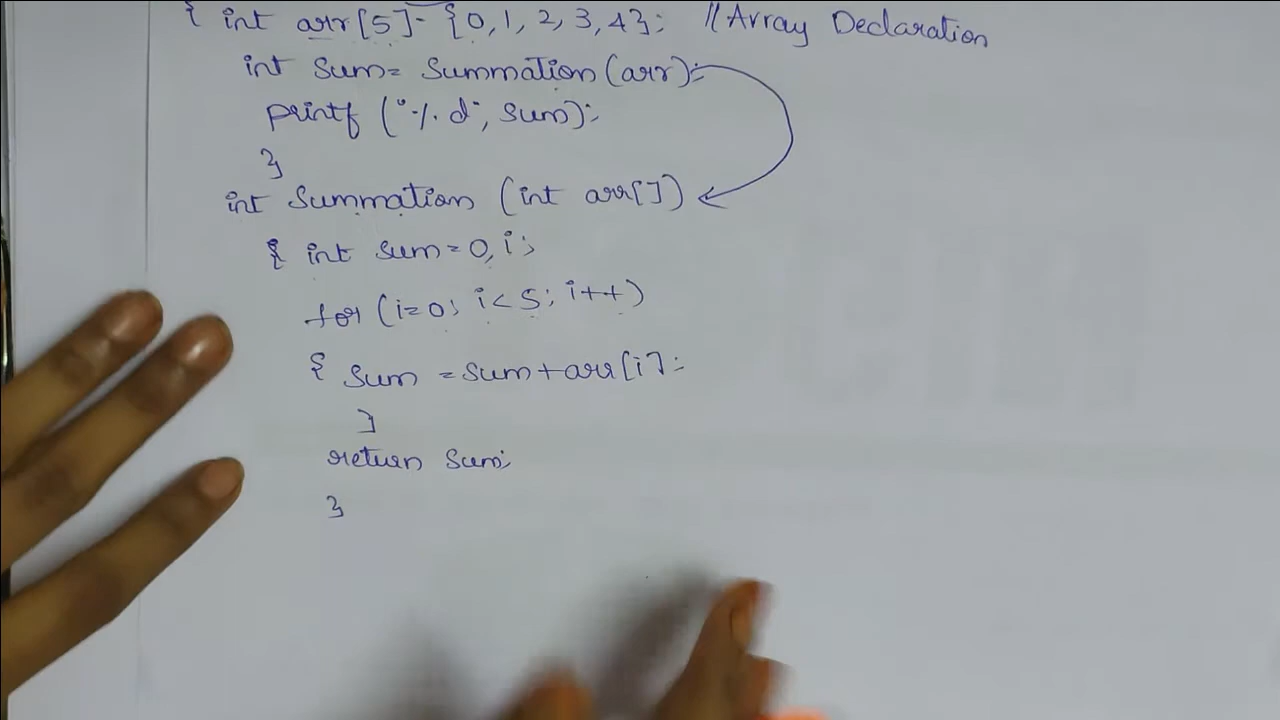 { int arr[5]= {0,1,2,3,4}; //Array Declaration
int Sum= Summation(arr);
printf ("%d", Sum);
}
int Summation (int arr[])
{ int sum=0,i;
for (i=0; i<5; i++)
{ Sum =sum+arr[i];
}
return Sum;
}